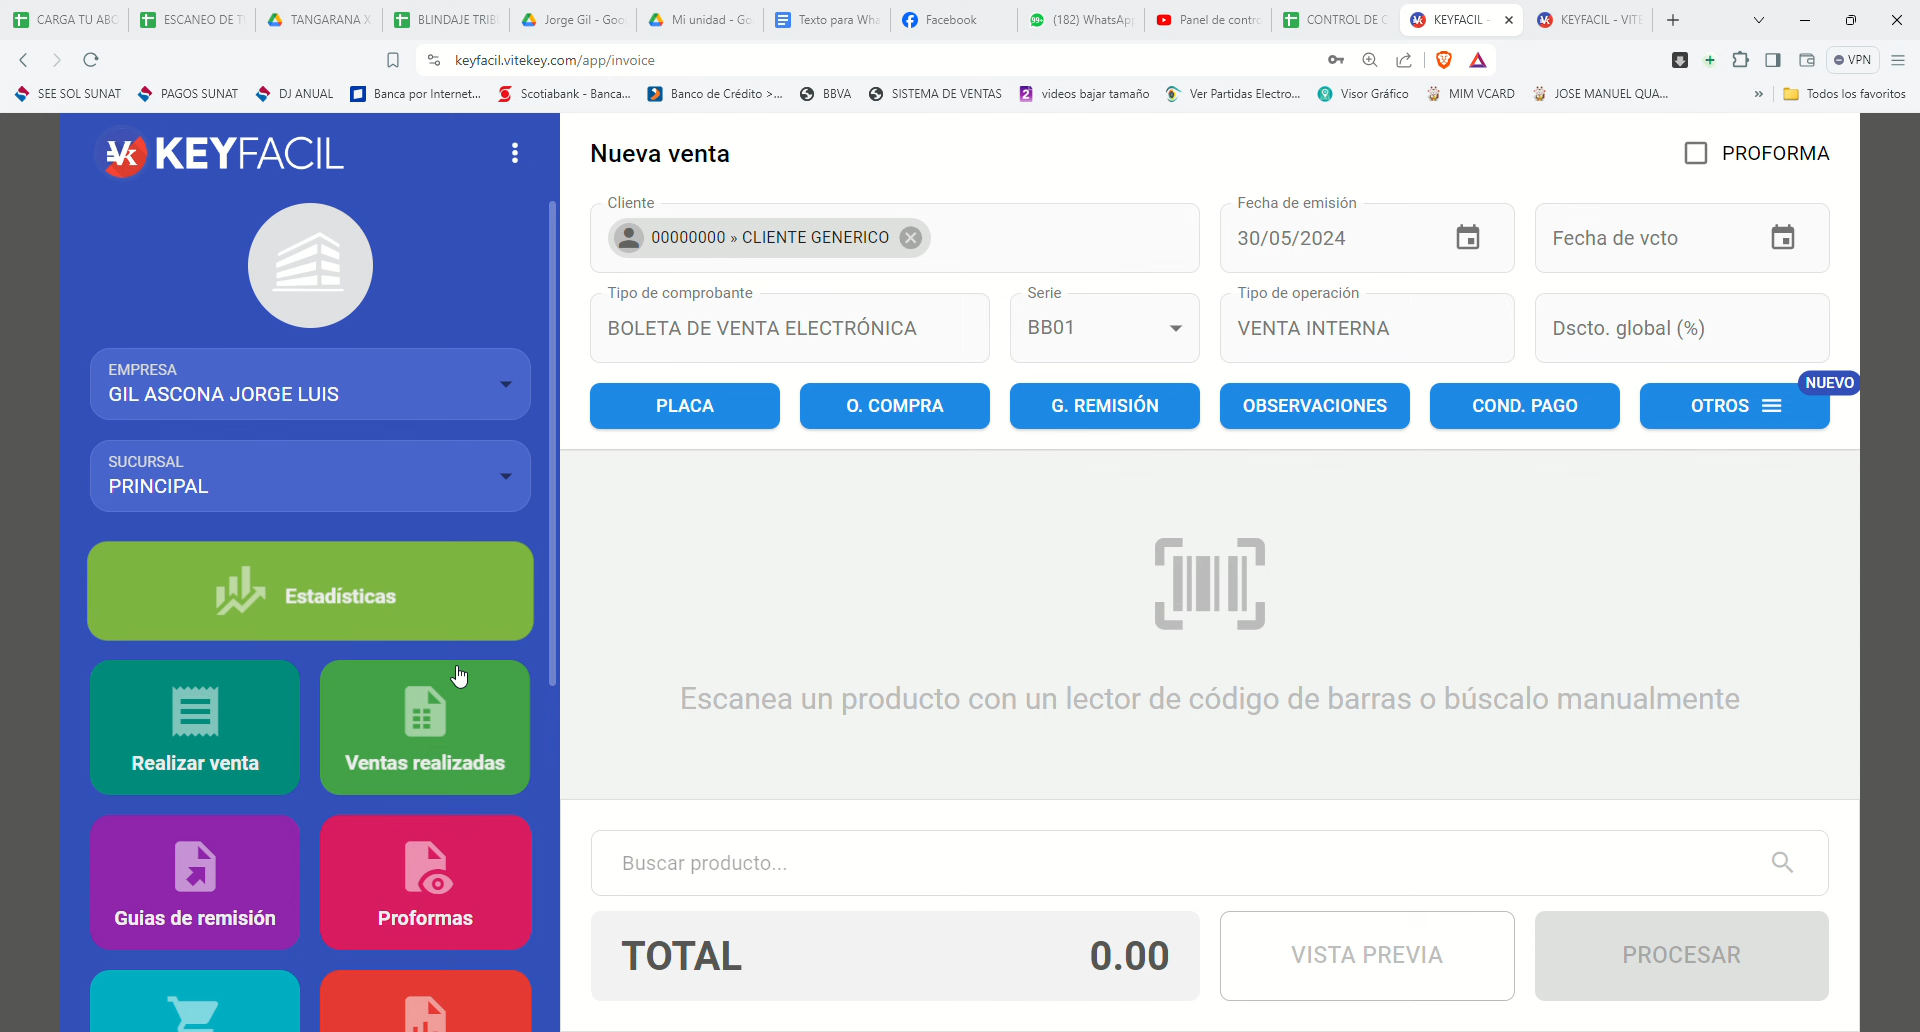 CARGA TU ABC
ESCANEO DE T
TANGARANA X
BLINDAJE TRIB
Jorge Gil - Goo
Mi unidad - Go
Texto para Wha
Facebook
(182) WhatsAp
Panel de contro
CONTROL DE C
KEYFACIL -
KEYFACIL - VITE
keyfacil.vitekey.com/app/invoice
VPN
SEE SOL SUNAT
PAGOS SUNAT
DJ ANUAL
Banca por Internet...
Scotiabank - Banca...
Banco de Crédito >...
BBVA
SISTEMA DE VENTAS
videos bajar tamaño
Ver Partidas Electro...
Visor Gráfico
MIM VCARD
JOSE MANUEL QUA...
»
Todos los favoritos
KEYFACIL
EMPRESA
GIL ASCONA JORGE LUIS
SUCURSAL
PRINCIPAL
Estadísticas
Realizar venta
Ventas realizadas
Guias de remisión
Proformas
Nueva venta
PROFORMA
Cliente
00000000 » CLIENTE GENERICO
Fecha de emisión
30/05/2024
Fecha de vcto
Tipo de comprobante
BOLETA DE VENTA ELECTRÓNICA
Serie
BB01
Tipo de operación
VENTA INTERNA
Dscto. global (%)
NUEVO
PLACA
O. COMPRA
G. REMISIÓN
OBSERVACIONES
COND. PAGO
OTROS
Escanea un producto con un lector de código de barras o búscalo manualmente
Buscar producto...
TOTAL 0.00
VISTA PREVIA
PROCESAR